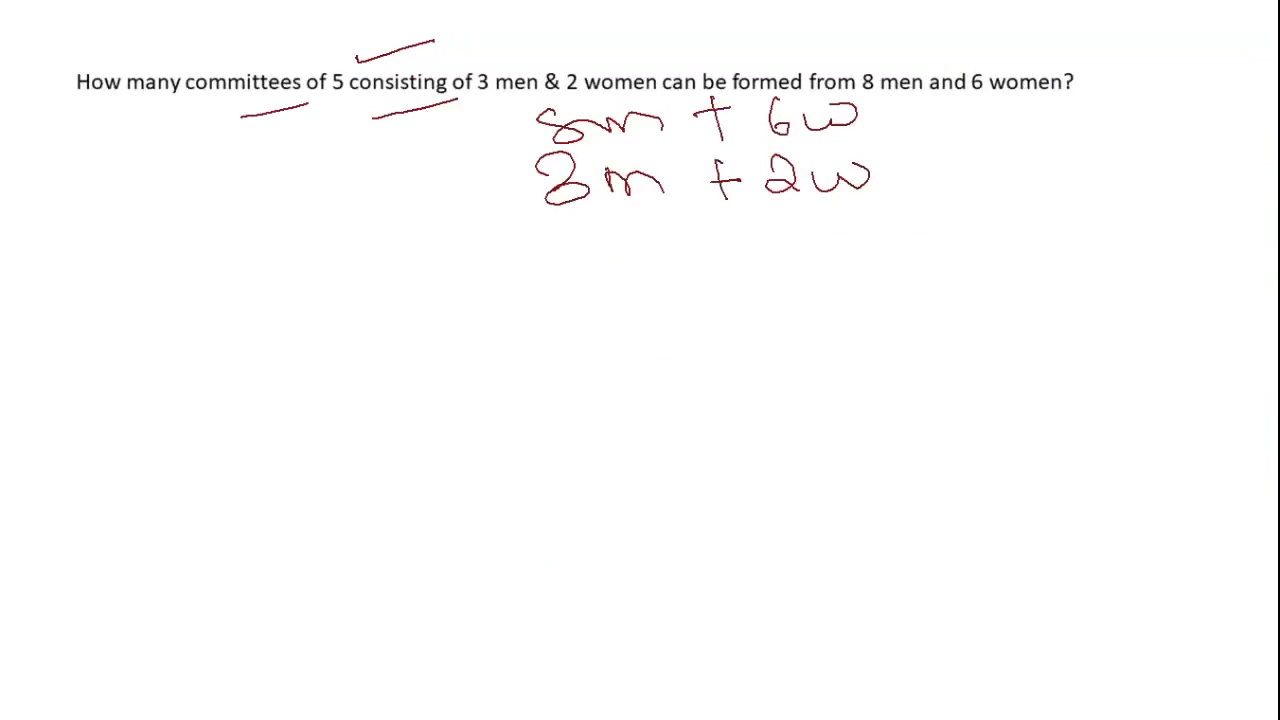 How many committees of 5 consisting of 3 men & 2 women can be formed from 8 men and 6 women?
8m + 6w
3m + 2w